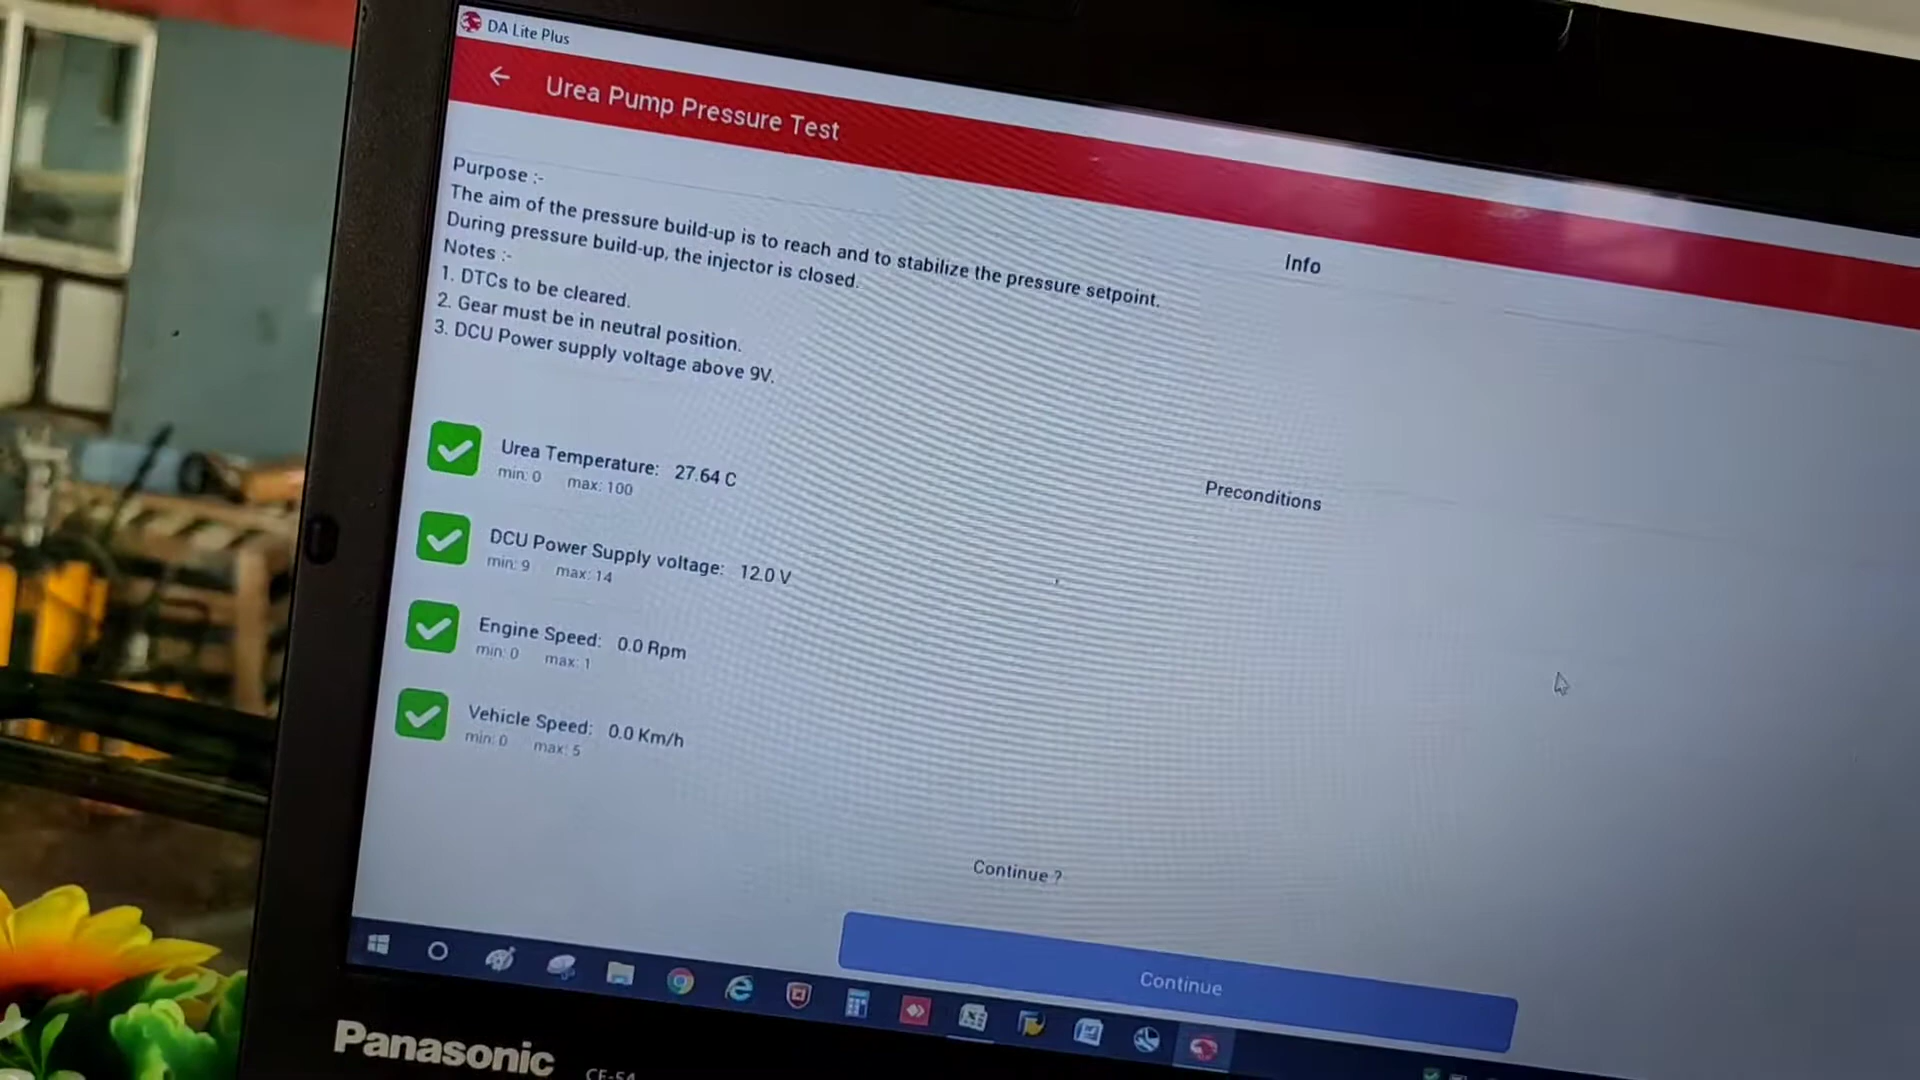 DA Lite Plus
Urea Pump Pressure Test
Info
Purpose :-
The aim of the pressure build-up is to reach and to stabilize the pressure setpoint.
During pressure build-up, the injector is closed.
Notes :-
1. DTCs to be cleared.
2. Gear must be in neutral position.
3. DCU Power supply voltage above 9V.
Preconditions
Urea Temperature: 27.64 C
min: 0 max: 100
DCU Power Supply voltage: 12.0 V
min: 9 max: 14
Engine Speed: 0.0 Rpm
min: 0 max: 1
Vehicle Speed: 0.0 Km/h
min: 0 max: 5
Continue ?
Continue
Panasonic
CF-54